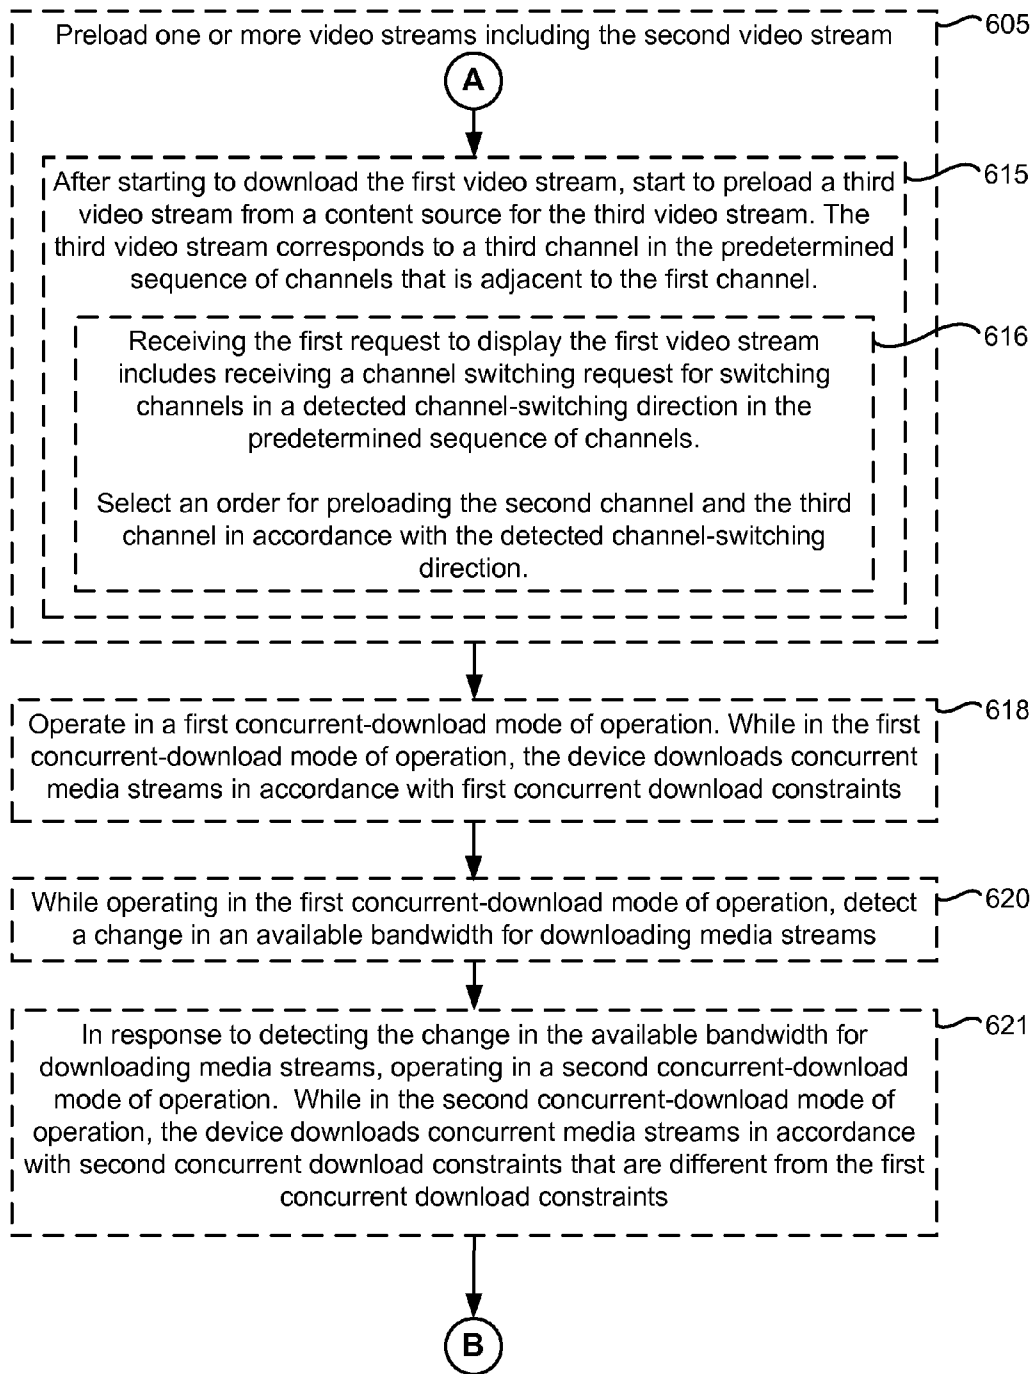 Preload one or more video streams including the second video stream
605
A
After starting to download the first video stream, start to preload a third
video stream from a content source for the third video stream. The
third video stream corresponds to a third channel in the predetermined
sequence of channels that is adjacent to the first channel.
615
Receiving the first request to display the first video stream
includes receiving a channel switching request for switching
channels in a detected channel-switching direction in the
predetermined sequence of channels.
616
Select an order for preloading the second channel and the third
channel in accordance with the detected channel-switching
direction.
Operate in a first concurrent-download mode of operation. While in the first
concurrent-download mode of operation, the device downloads concurrent
media streams in accordance with first concurrent download constraints
618
While operating in the first concurrent-download mode of operation, detect
a change in an available bandwidth for downloading media streams
620
In response to detecting the change in the available bandwidth for
downloading media streams, operating in a second concurrent-download
mode of operation.  While in the second concurrent-download mode of
operation, the device downloads concurrent media streams in accordance
with second concurrent download constraints that are different from the first
concurrent download constraints
621
B